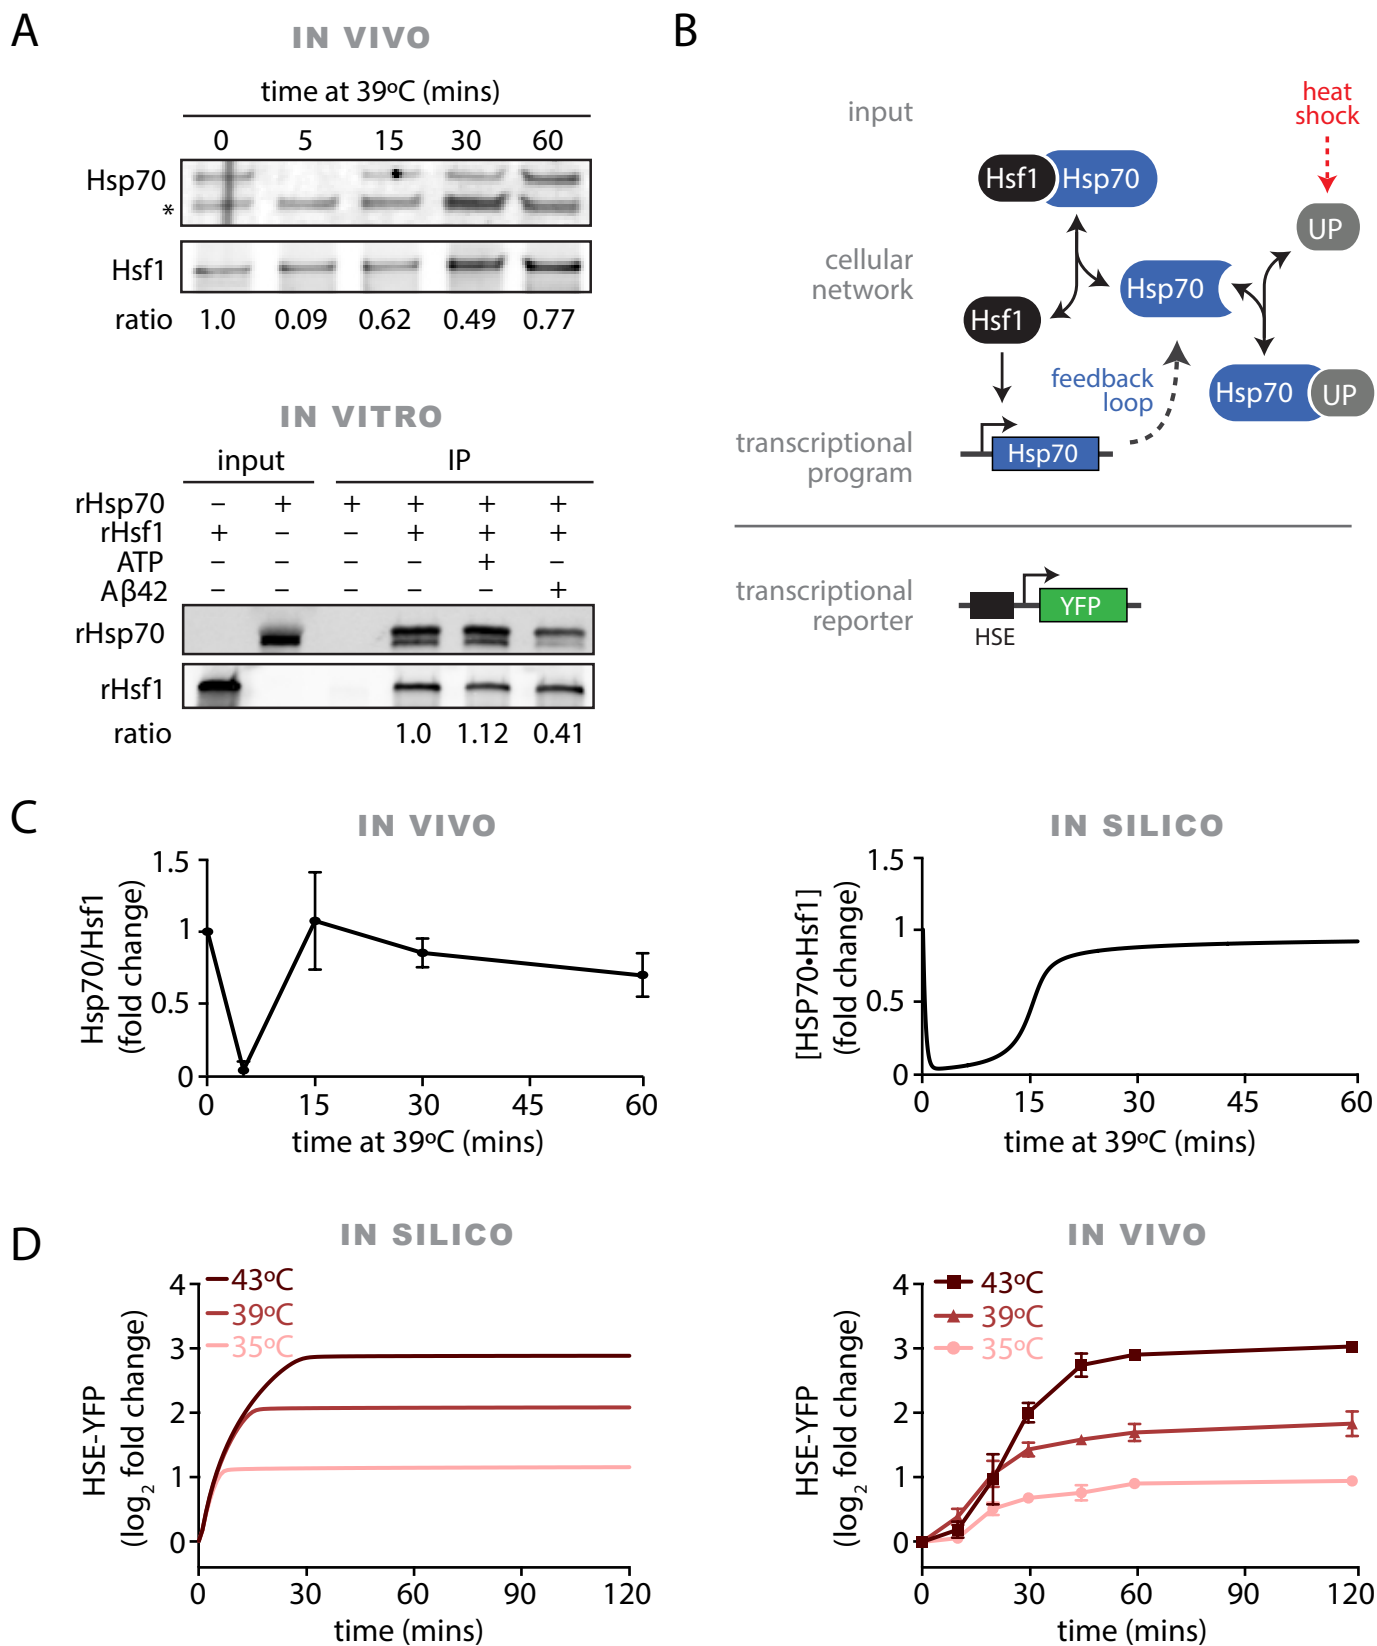 A
IN VIVO
time at 39ºC (mins)
0 5 15 30 60
Hsp70
*
Hsf1
ratio 1.0 0.09 0.62 0.49 0.77
IN VITRO
input IP
rHsp70 – + + + + +
rHsf1 + – – + + +
ATP – – – – + –
Aβ42 – – – – – +
rHsp70
rHsf1
ratio 1.0 1.12 0.41
B
input
heat
shock
Hsf1 Hsp70
UP
cellular
network
Hsp70
Hsf1
feedback
loop
Hsp70 UP
transcriptional
program
Hsp70
transcriptional
reporter
YFP
HSE
C
IN VIVO
Hsp70/Hsf1
(fold change)
1.5
1
0.5
0
0 15 30 45 60
time at 39ºC (mins)
IN SILICO
[HSP70•Hsf1]
(fold change)
1.5
1
0.5
0
0 15 30 45 60
time at 39ºC (mins)
D
IN SILICO
43ºC
39ºC
35ºC
HSE-YFP
(log2 fold change)
4
3
2
1
0
0 30 60 90 120
time (mins)
IN VIVO
43ºC
39ºC
35ºC
HSE-YFP
(log2 fold change)
4
3
2
1
0
0 30 60 90 120
time (mins)